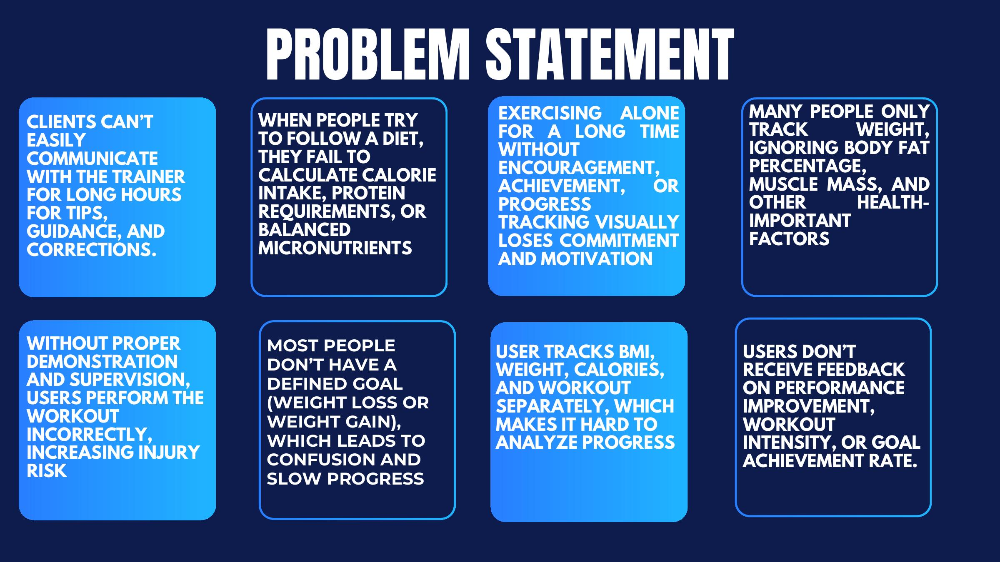 PROBLEM STATEMENT
CLIENTS CAN'T
EASILY
COMMUNICATE
WITH THE TRAINER
FOR LONG HOURS
FOR TIPS,
GUIDANCE, AND
CORRECTIONS.
WHEN PEOPLE TRY
TO FOLLOW A DIET,
THEY FAIL TO
CALCULATE CALORIE
INTAKE, PROTEIN
REQUIREMENTS, OR
BALANCED
MICRONUTRIENTS
EXERCISING ALONE
FOR A LONG TIME
WITHOUT
ENCOURAGEMENT,
ACHIEVEMENT, OR
PROGRESS
TRACKING VISUALLY
LOSES COMMITMENT
AND MOTIVATION
MANY PEOPLE ONLY
TRACK WEIGHT,
IGNORING BODY FAT
PERCENTAGE,
MUSCLE MASS, AND
OTHER HEALTH-
IMPORTANT
FACTORS
WITHOUT PROPER
DEMONSTRATION
AND SUPERVISION,
USERS PERFORM THE
WORKOUT
INCORRECTLY,
INCREASING INJURY
RISK
MOST PEOPLE
DON'T HAVE A
DEFINED GOAL
(WEIGHT LOSS OR
WEIGHT GAIN),
WHICH LEADS TO
CONFUSION AND
SLOW PROGRESS
USER TRACKS BMI,
WEIGHT, CALORIES,
AND WORKOUT
SEPARATELY, WHICH
MAKES IT HARD TO
ANALYZE PROGRESS
USERS DON'T
RECEIVE FEEDBACK
ON PERFORMANCE
IMPROVEMENT,
WORKOUT
INTENSITY, OR GOAL
ACHIEVEMENT RATE.